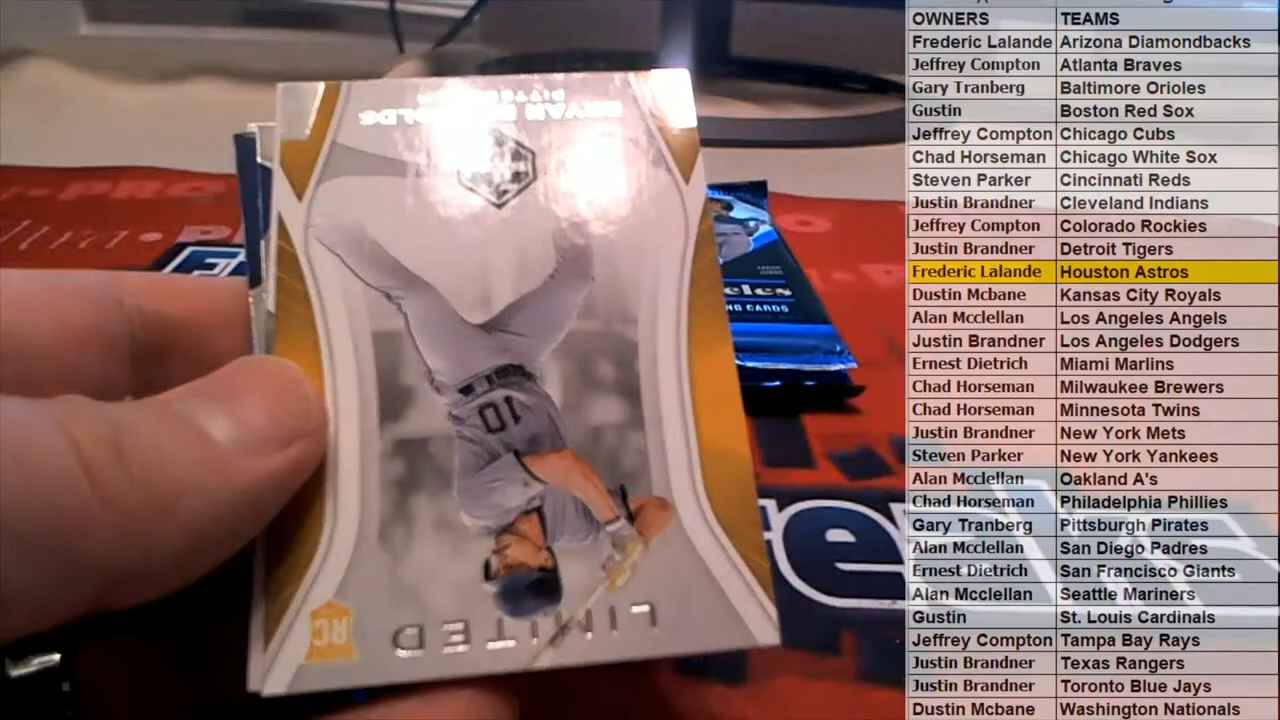 OWNERS TEAMS
Frederic Lalande Arizona Diamondbacks
Jeffrey Compton Atlanta Braves
Gary Tranberg Baltimore Orioles
Gustin Boston Red Sox
Jeffrey Compton Chicago Cubs
Chad Horseman Chicago White Sox
Steven Parker Cincinnati Reds
Justin Brandner Cleveland Indians
Jeffrey Compton Colorado Rockies
Justin Brandner Detroit Tigers
Frederic Lalande Houston Astros
Dustin Mcbane Kansas City Royals
Alan Mcclellan Los Angeles Angels
Justin Brandner Los Angeles Dodgers
Ernest Dietrich Miami Marlins
Chad Horseman Milwaukee Brewers
Chad Horseman Minnesota Twins
Justin Brandner New York Mets
Steven Parker New York Yankees
Alan Mcclellan Oakland A's
Chad Horseman Philadelphia Phillies
Gary Tranberg Pittsburgh Pirates
Alan Mcclellan San Diego Padres
Ernest Dietrich San Francisco Giants
Alan Mcclellan Seattle Mariners
Gustin St. Louis Cardinals
Jeffrey Compton Tampa Bay Rays
Justin Brandner Texas Rangers
Justin Brandner Toronto Blue Jays
Dustin Mcbane Washington Nationals
LIMITED
RC
10
CARDS
PRO